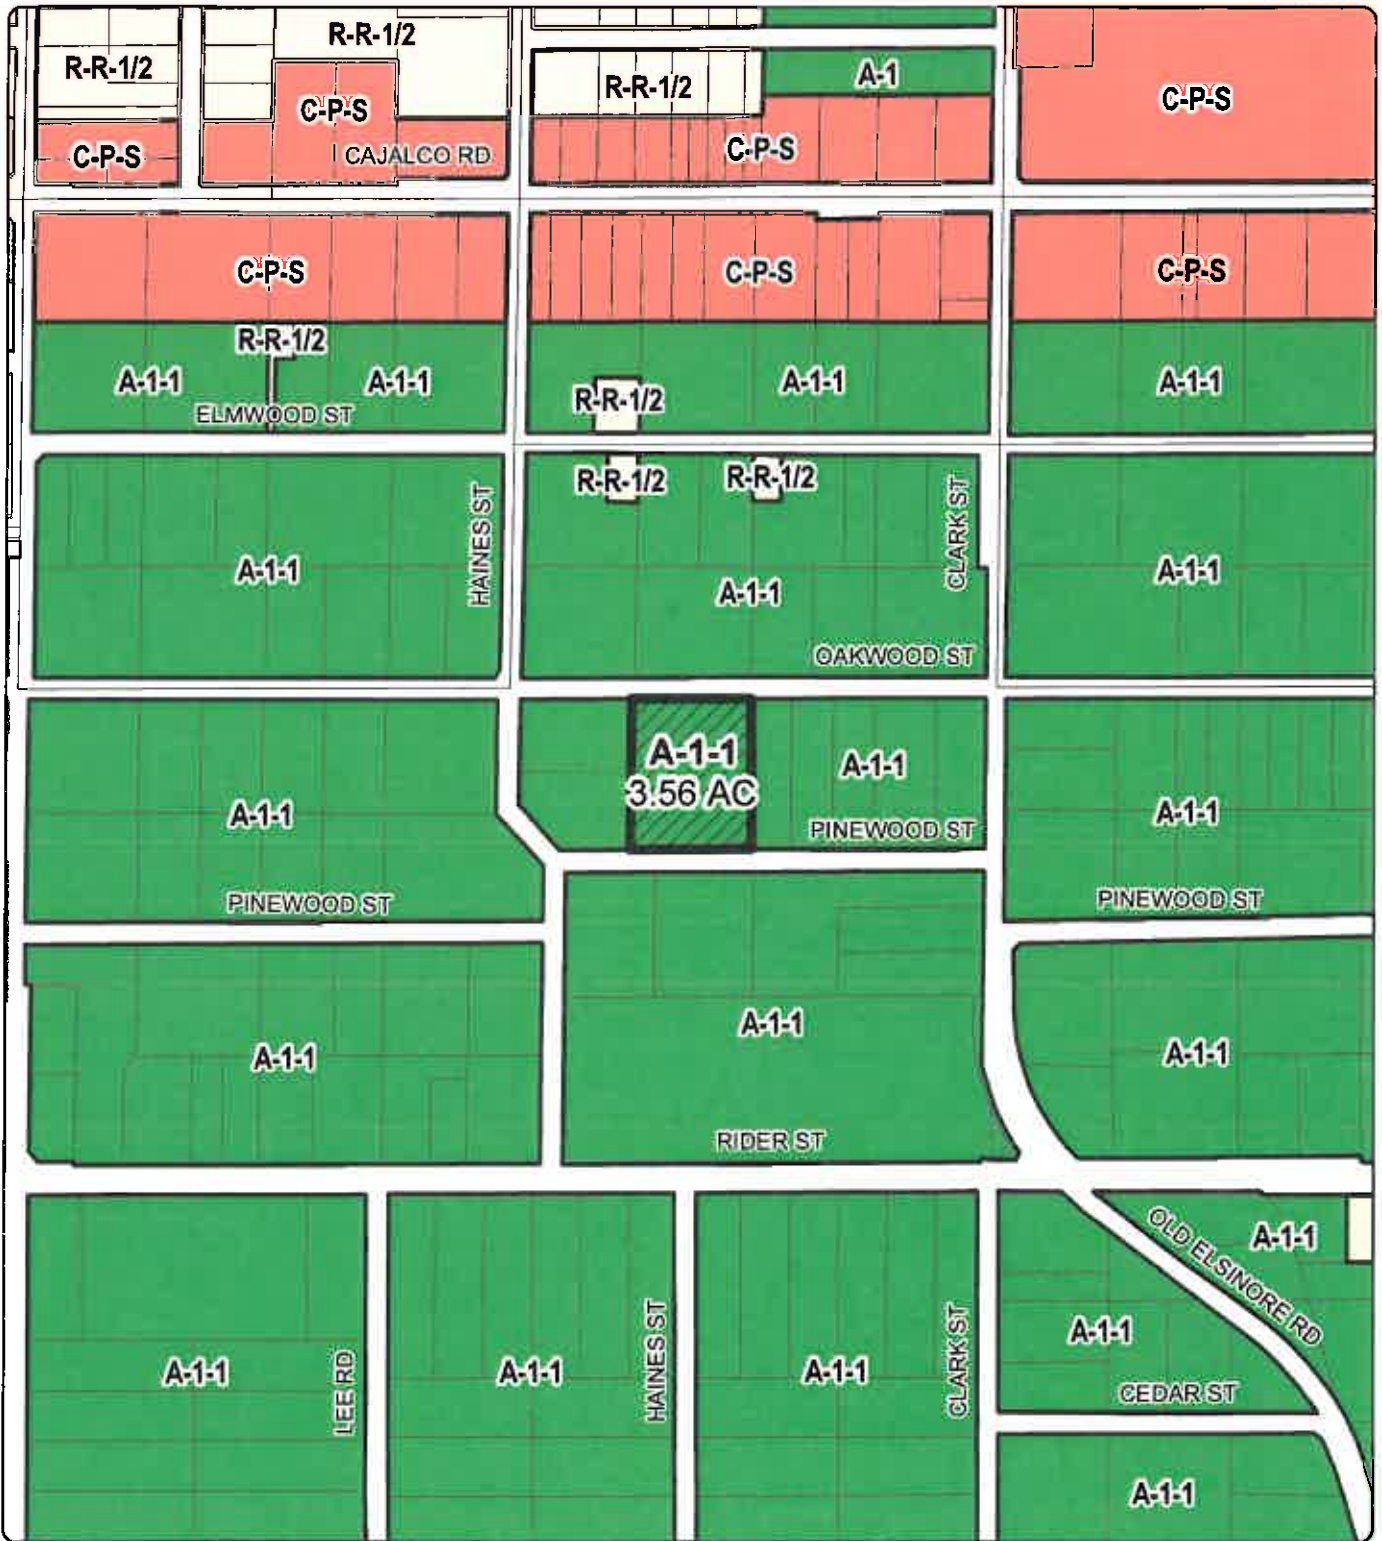 R-R-1/2
R-R-1/2
R-R-1/2
A-1
C-P-S
C-P-S
C-P-S
C-P-S
CAJALCO RD
C-P-S
C-P-S
C-P-S
R-R-1/2
A-1-1
A-1-1
R-R-1/2
A-1-1
A-1-1
ELMWOOD ST
R-R-1/2
R-R-1/2
HAINES ST
CLARK ST
A-1-1
A-1-1
A-1-1
OAKWOOD ST
A-1-1
3.56 AC
A-1-1
A-1-1
A-1-1
PINEWOOD ST
PINEWOOD ST
PINEWOOD ST
A-1-1
A-1-1
A-1-1
RIDER ST
OLD ELSINORE RD
A-1-1
A-1-1
A-1-1
LEE RD
A-1-1
HAINES ST
A-1-1
CLARK ST
CEDAR ST
A-1-1